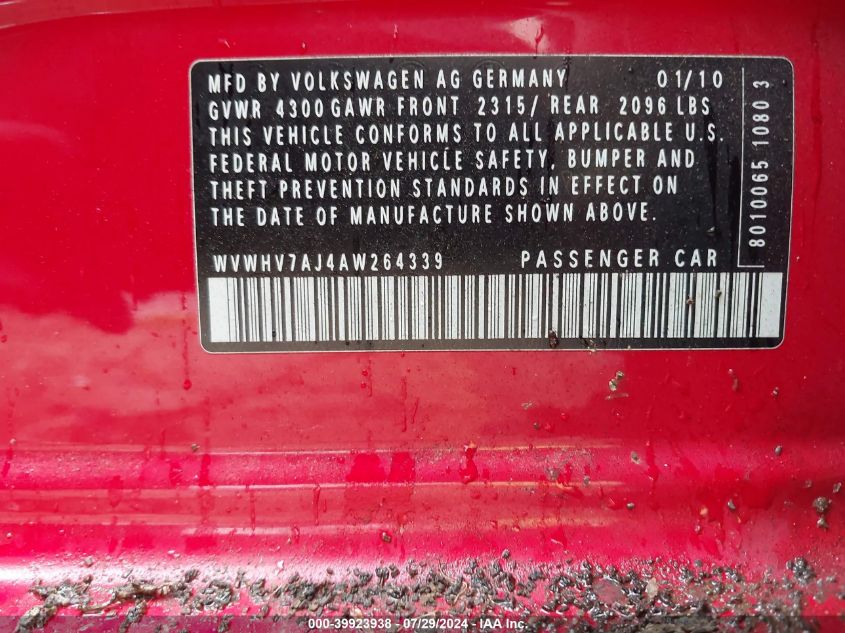 MFD BY VOLKSWAGEN AG GERMANY 01/10
GVWR 4300 GAWR FRONT 2315/ REAR 2096 LBS
THIS VEHICLE CONFORMS TO ALL APPLICABLE U.S.
FEDERAL MOTOR VEHICLE SAFETY, BUMPER AND
THEFT PREVENTION STANDARDS IN EFFECT ON
THE DATE OF MANUFACTURE SHOWN ABOVE.
WVWHV7AJ4AW264339 PASSENGER CAR
8010065 1080 3
000-39923938 - 07/29/2024 - IAA Inc.